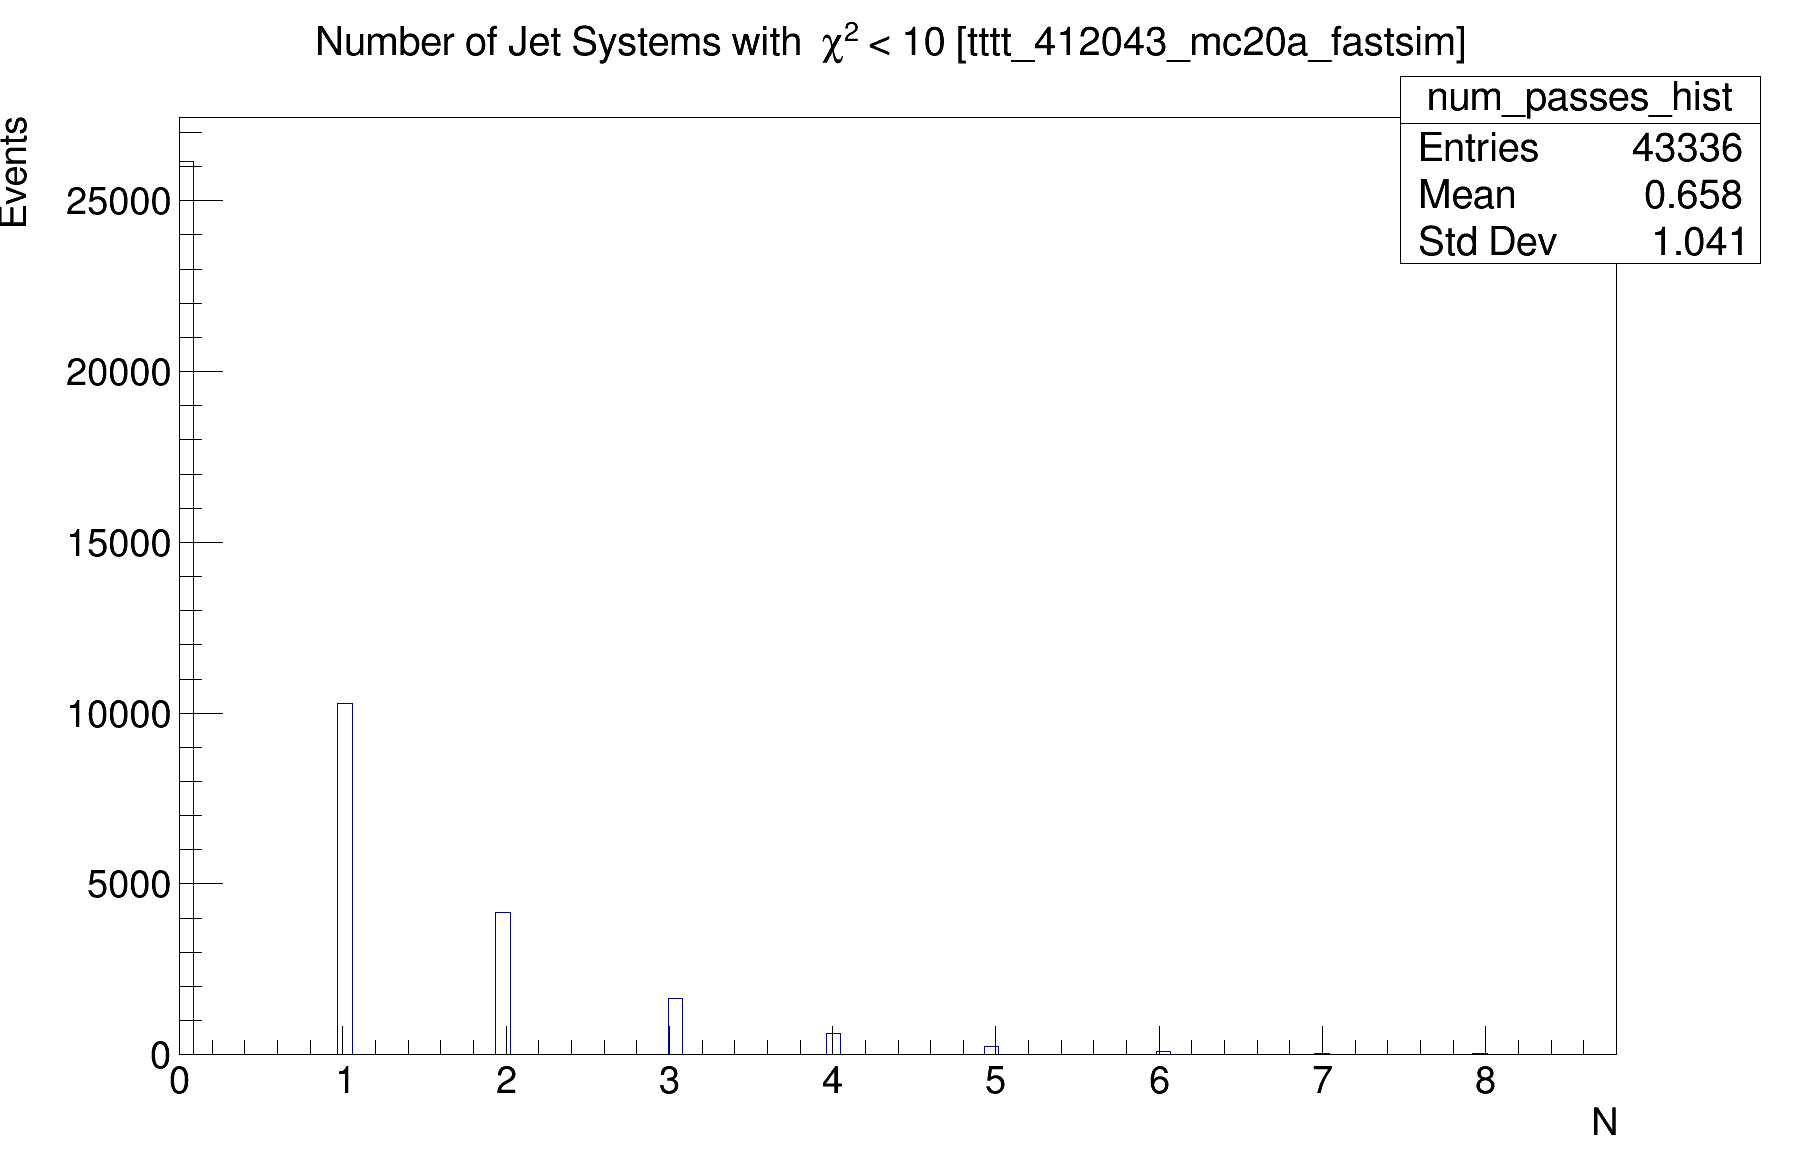 Number of Jet Systems with χ² < 10 [tttt_412043_mc20a_fastsim]
num_passes_hist
Entries 43336
Mean 0.658
Std Dev 1.041
Events
25000
20000
15000
10000
5000
0
0 1 2 3 4 5 6 7 8
N